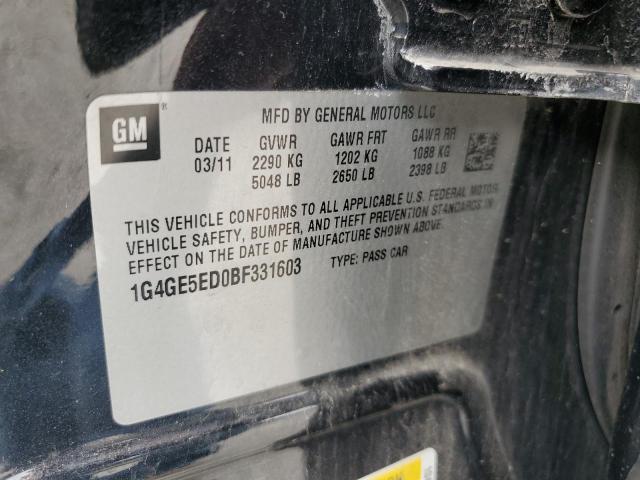 GM ®
MFD BY GENERAL MOTORS LLC
DATE GVWR GAWR FRT GAWR RR
03/11 2290 KG 1202 KG 1088 KG
5048 LB 2650 LB 2398 LB
THIS VEHICLE CONFORMS TO ALL APPLICABLE U.S. FEDERAL MOTOR
VEHICLE SAFETY, BUMPER, AND THEFT PREVENTION STANDARDS IN
EFFECT ON THE DATE OF MANUFACTURE SHOWN ABOVE.
1G4GE5ED0BF331603 TYPE: PASS CAR